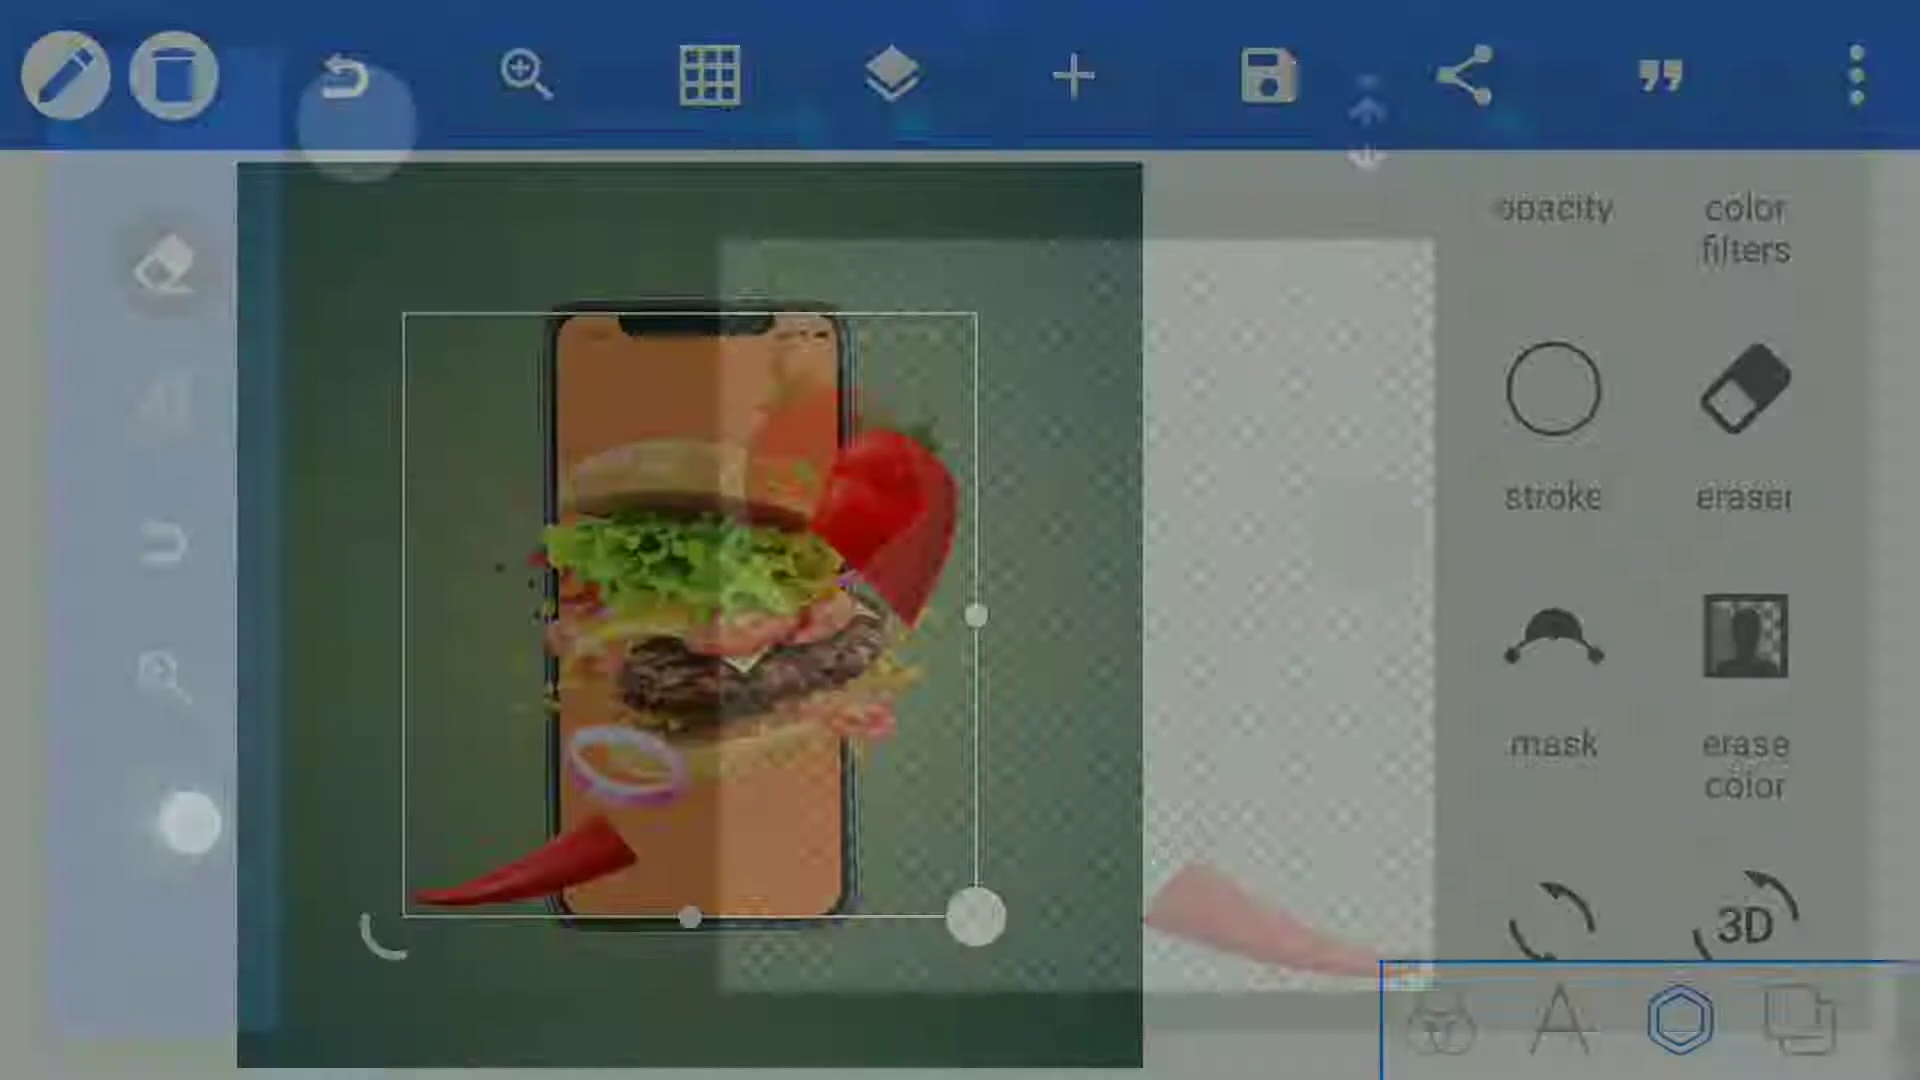 opacity
color
filters
stroke
eraser
mask
erase
color
3D
A